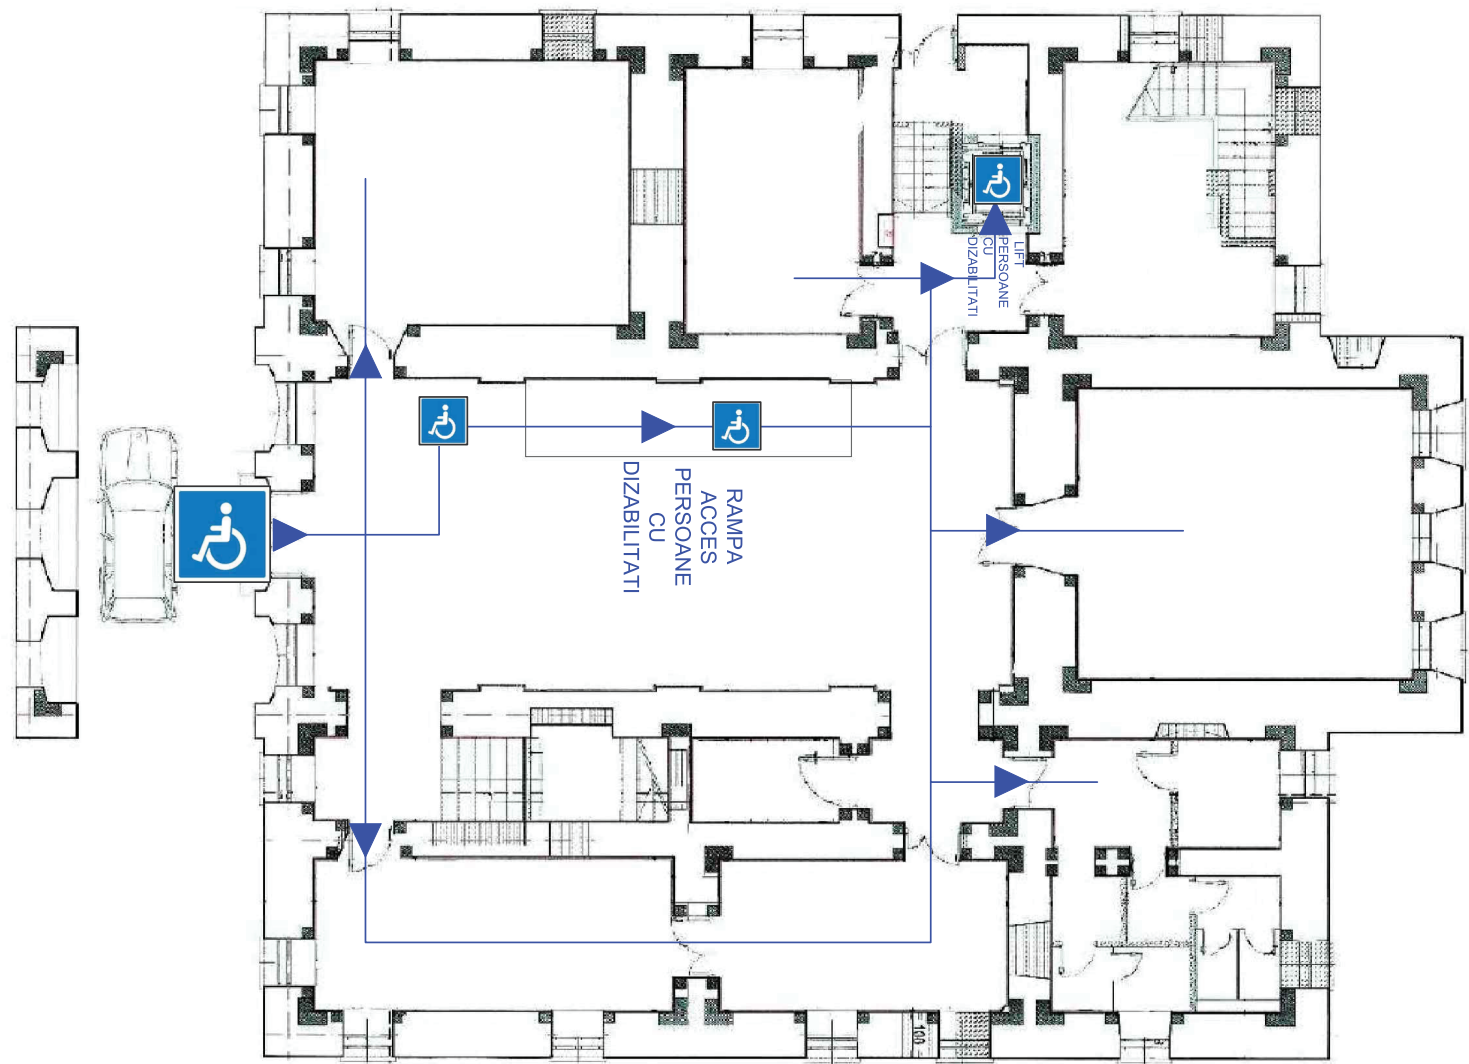 LIFT
PERSOANE
CU
DIZABILITATI
RAMPA
ACCES
PERSOANE
CU
DIZABILITATI
100